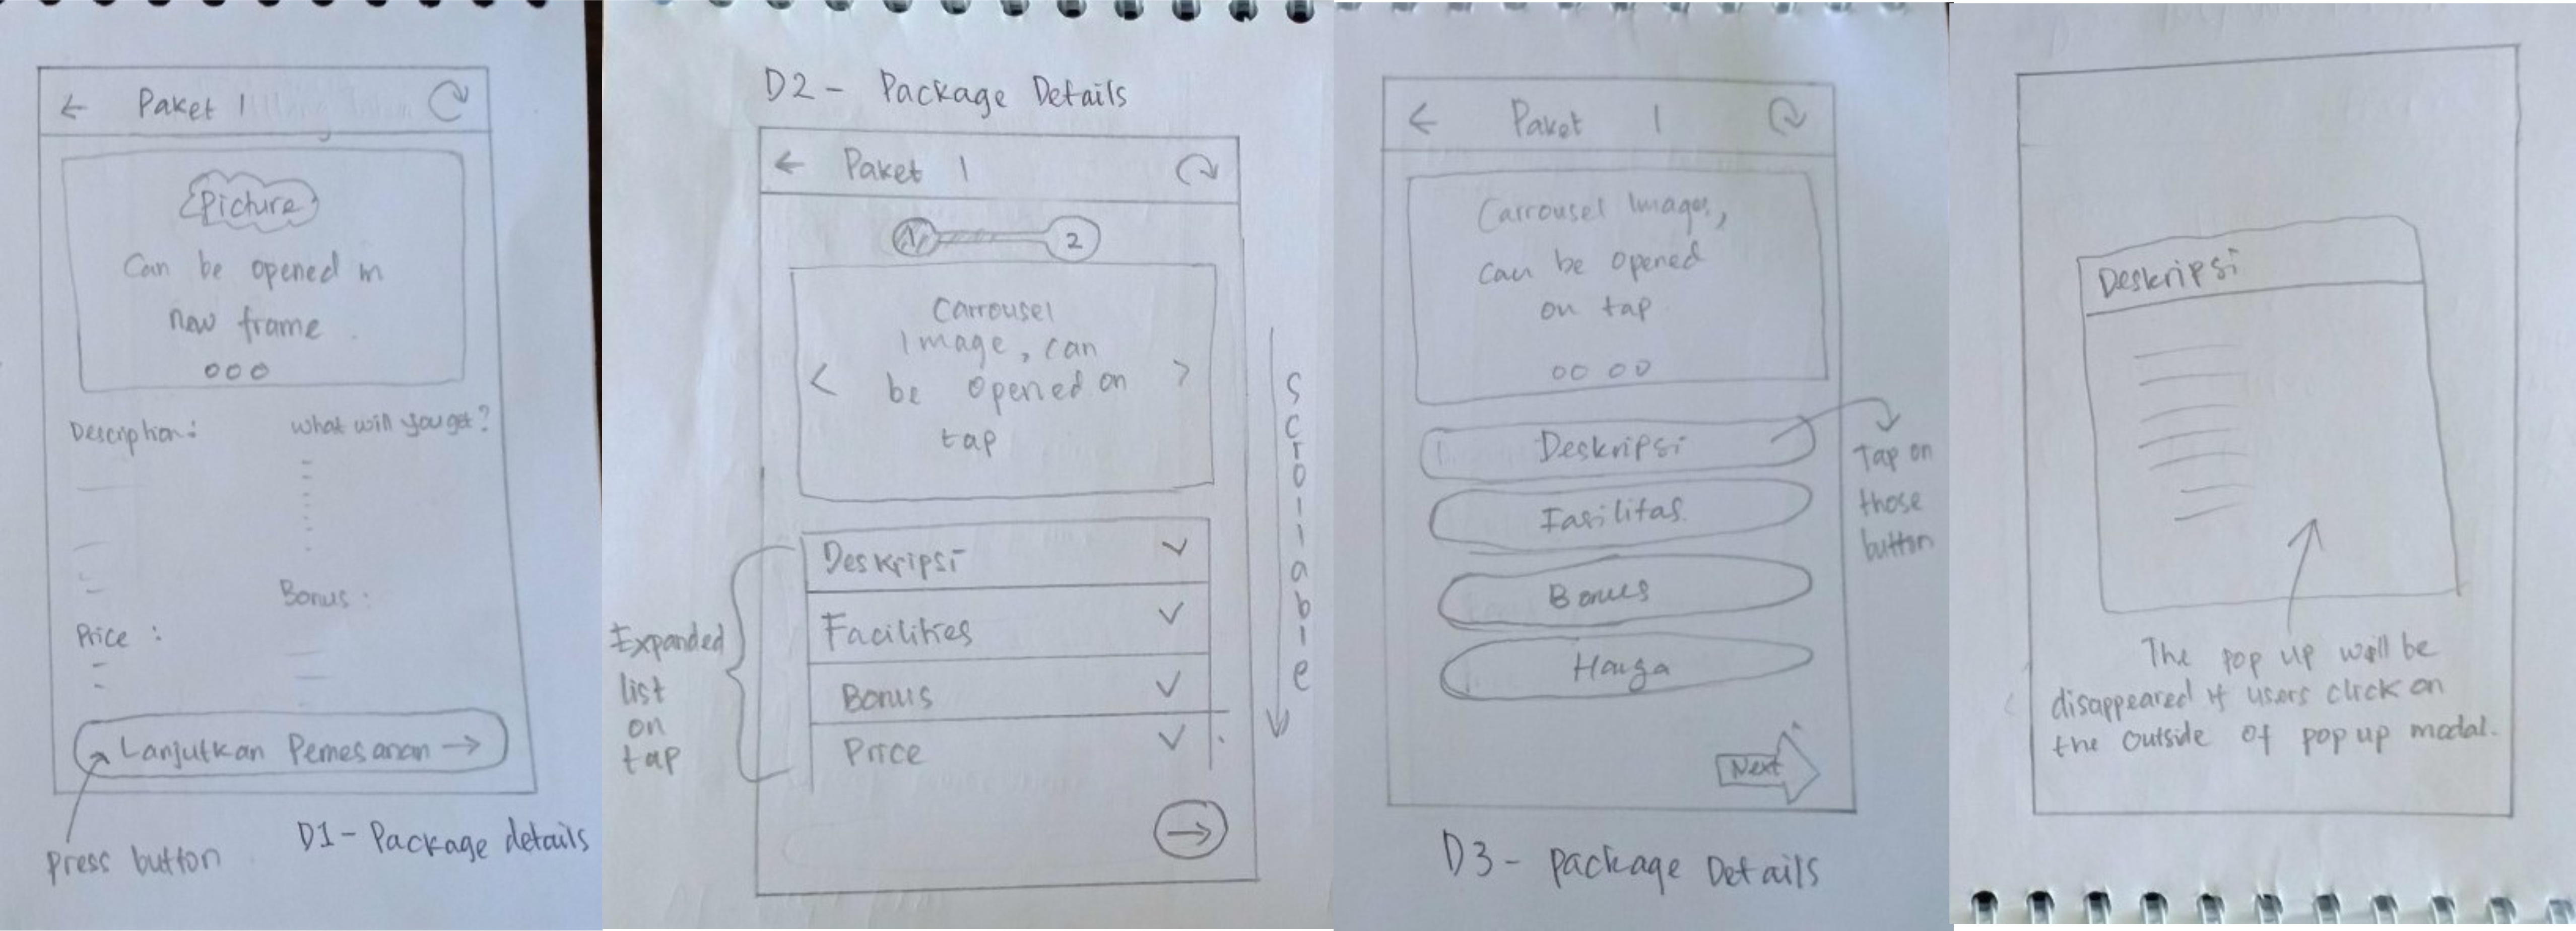 Paket 1
Picture
Can be opened in
new frame.
Description:
what will you get?
Bonus :
Price :
Lanjutkan Pemesanan →
press button
D1 - Package details
D2 - Package Details
← Paket 1
1
2
Carrousel
Image, can
< be opened on >
tap
Deskripsi
Facilities
Bonus
Price
Expanded
list
on
tap
scrollable
← Paket 1
Carrousel Images,
can be opened
on tap
Deskripsi
Fasilitas
Bonus
Harga
Tap on
those
button
Next
D3 - Package Details
Deskripsi
The pop up will be
disappeared if users click on
the outside of pop up modal.